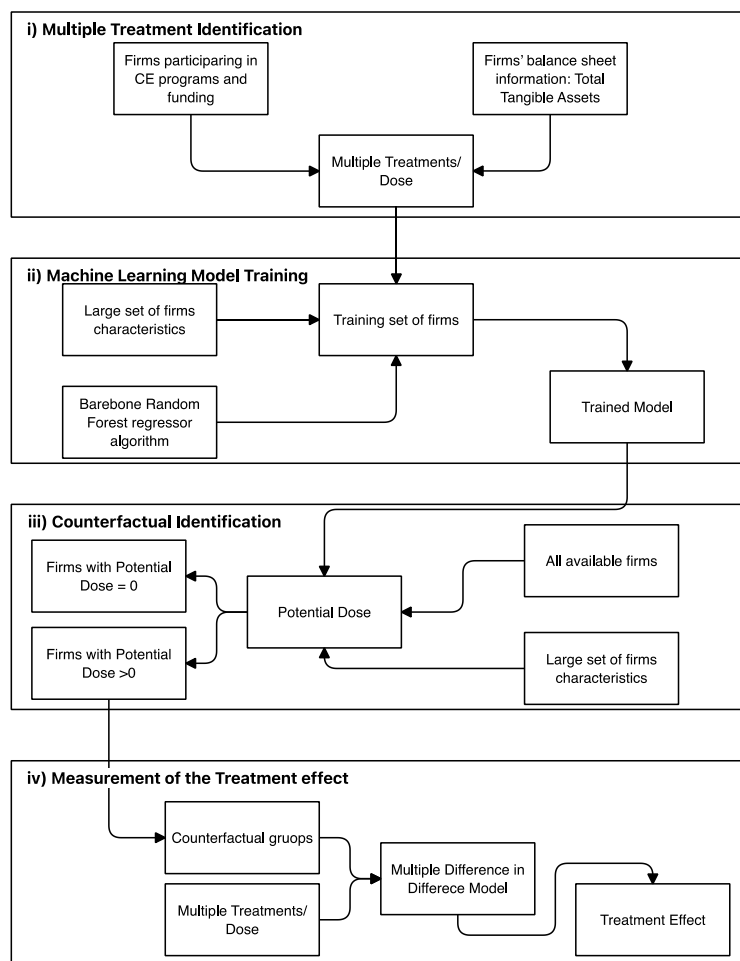 i) Multiple Treatment Identification
Firms participating in
CE programs and
funding
Firms' balance sheet
information: Total
Tangible Assets
Multiple Treatments/
Dose
ii) Machine Learning Model Training
Large set of firms
characteristics
Training set of firms
Barebone Random
Forest regressor
algorithm
Trained Model
iii) Counterfactual Identification
Firms with Potential
Dose = 0
All available firms
Potential Dose
Firms with Potential
Dose >0
Large set of firms
characteristics
iv) Measurement of the Treatment effect
Counterfactual gruops
Multiple Difference in
Differece Model
Multiple Treatments/
Dose
Treatment Effect